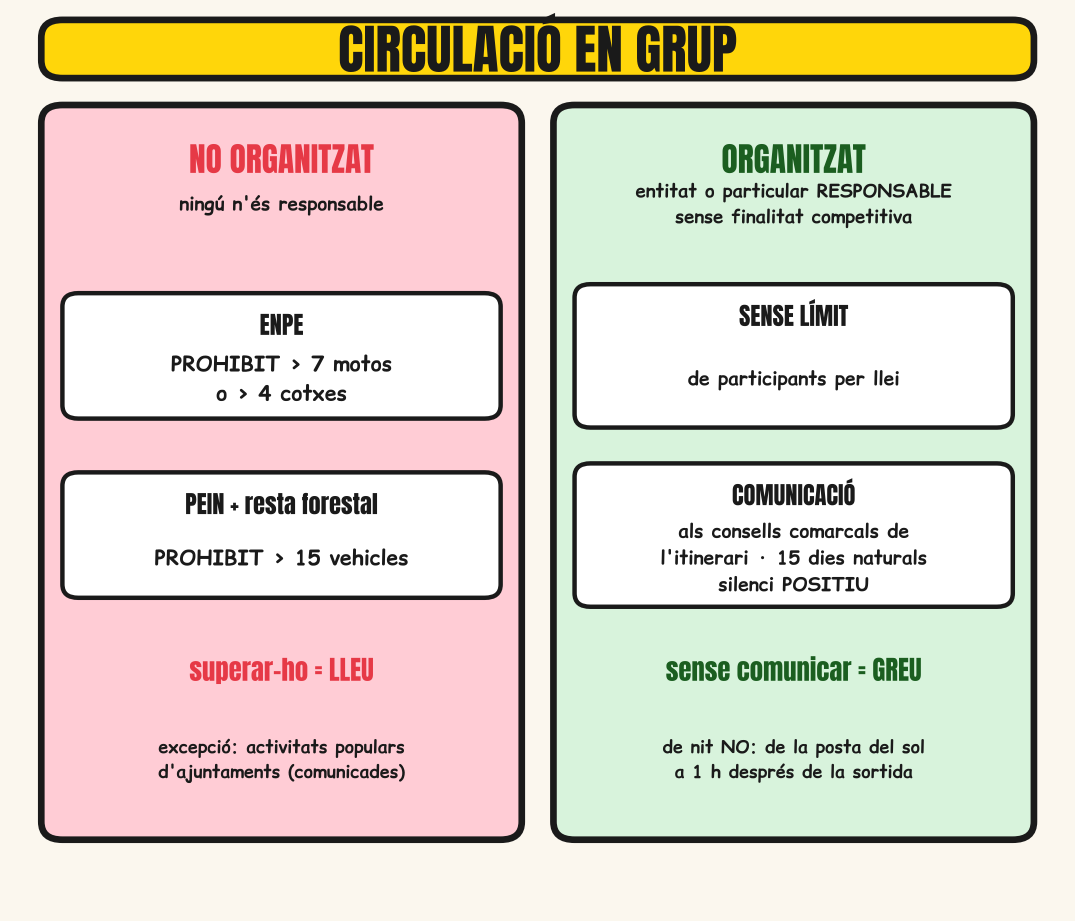 CIRCULACIÓ EN GRUP
NO ORGANITZAT
ningú n'és responsable
ENPE
PROHIBIT > 7 motos
o > 4 cotxes
PEIN + resta forestal
PROHIBIT > 15 vehicles
superar-ho = LLEU
excepció: activitats populars
d'ajuntaments (comunicades)
ORGANITZAT
entitat o particular RESPONSABLE
sense finalitat competitiva
SENSE LÍMIT
de participants per llei
COMUNICACIÓ
als consells comarcals de
l'itinerari · 15 dies naturals
silenci POSITIU
sense comunicar = GREU
de nit NO: de la posta del sol
a 1 h després de la sortida